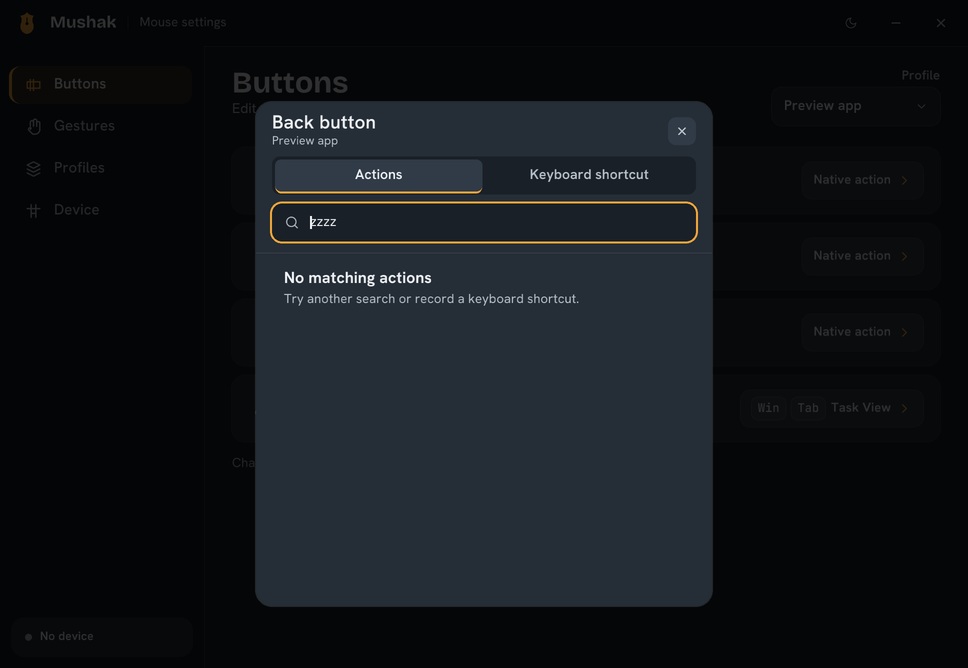 Mushak
Mouse settings
Buttons
Gestures
Profiles
Device
No device
Buttons
Edit
Profile
Preview app
Native action
Native action
Native action
Win Tab Task View
Cha
Back button
Preview app
Actions
Keyboard shortcut
zzzz
No matching actions
Try another search or record a keyboard shortcut.